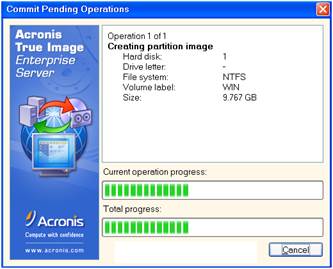 Commit Pending Operations
Acronis
True Image
Enterprise
Server
Acronis
Compute with confidence
www.acronis.com
Operation 1 of 1
Creating partition image
Hard disk: 1
Drive letter: -
File system: NTFS
Volume label: WIN
Size: 9.767 GB
Current operation progress:
Total progress:
Cancel